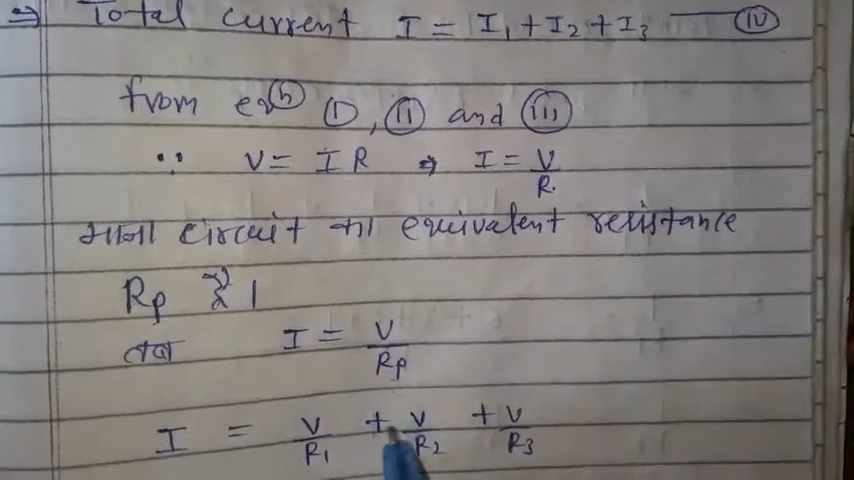 ⇒ Total current I = I₁ + I₂ + I₃ — (iv)
from eqⁿ (i), (ii) and (iii)
∵ V = IR ⇒ I = V/R.
माना circuit का equivalent resistance
Rp है।
तब I = V/Rp
I = V/R₁ + V/R₂ + V/R₃